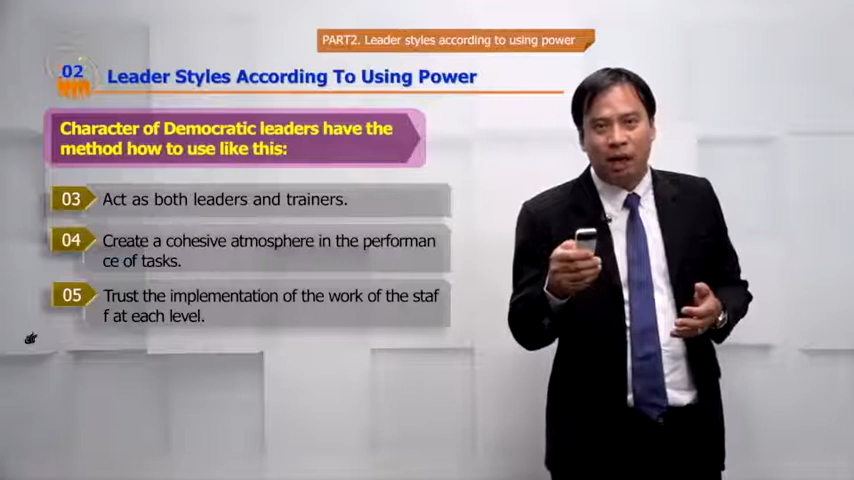 PART2. Leader styles according to using power
02
Leader Styles According To Using Power
Character of Democratic leaders have the
method how to use like this:
03 Act as both leaders and trainers.
04 Create a cohesive atmosphere in the performan
ce of tasks.
05 Trust the implementation of the work of the staf
f at each level.